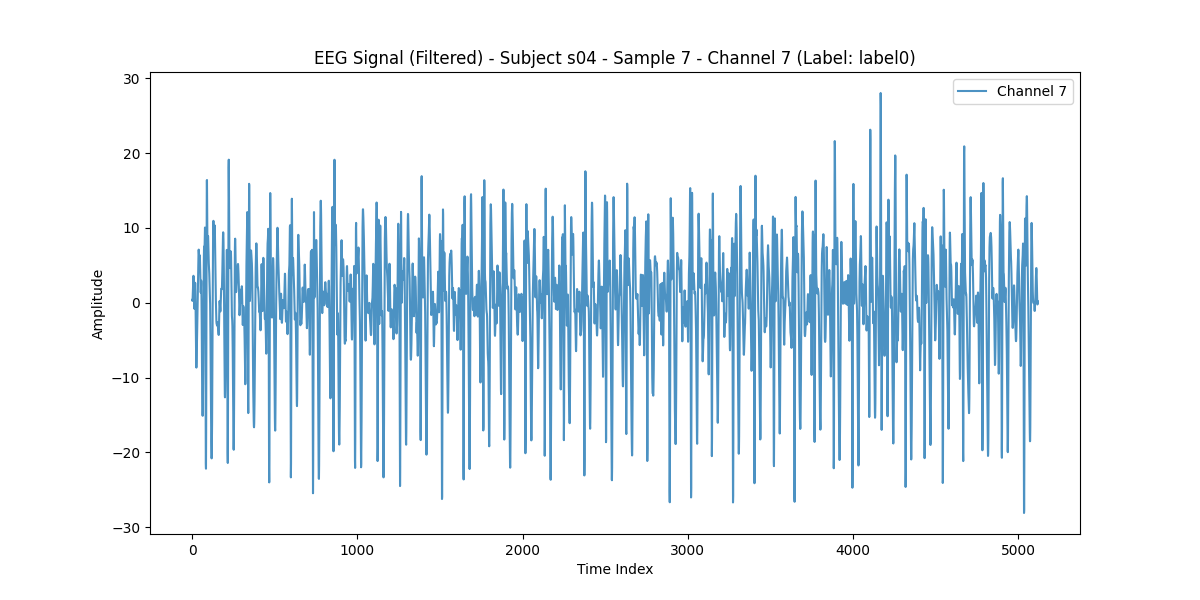 EEG Signal (Filtered) - Subject s04 - Sample 7 - Channel 7 (Label: label0)
Channel 7
30
20
10
0
−10
−20
−30
Amplitude
0 1000 2000 3000 4000 5000
Time Index